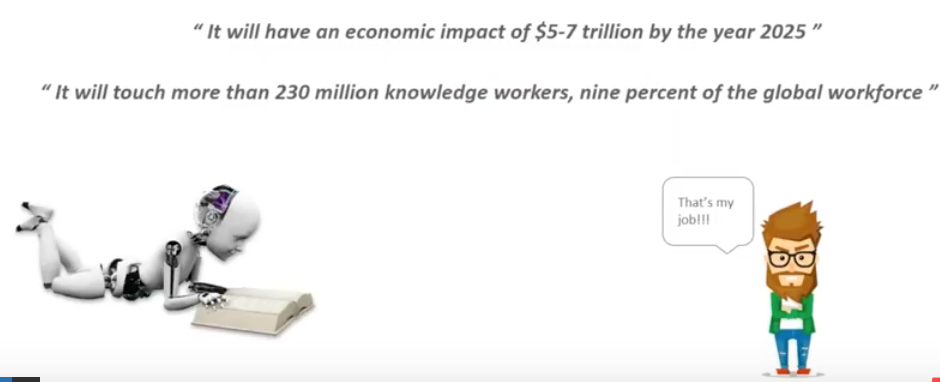 “ It will have an economic impact of $5-7 trillion by the year 2025 ”
“ It will touch more than 230 million knowledge workers, nine percent of the global workforce ”
That’s my
job!!!